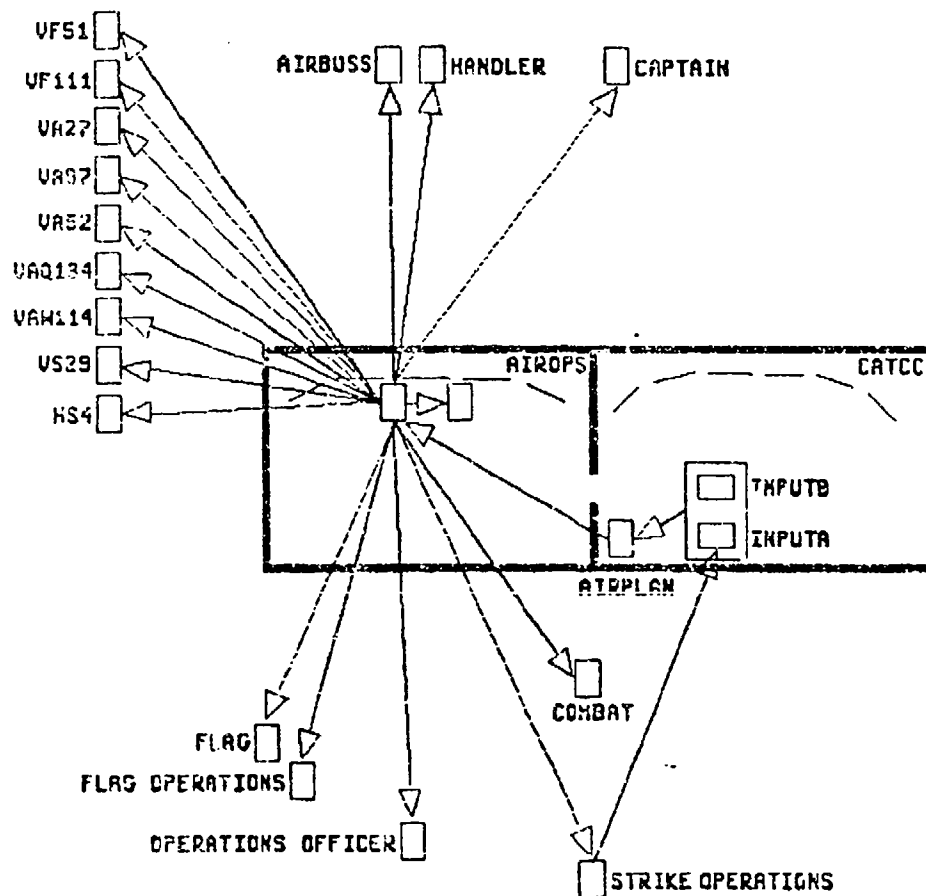 VF51
VF111
VA27
VA97
VA52
VAQ134
VAW114
VS29
HS4
AIRBOSS
HANDLER
CAPTAIN
AIROPS
CATCC
INPUTB
INPUTA
AIRPLAN
COMBAT
FLAG
FLAG OPERATIONS
OPERATIONS OFFICER
STRIKE OPERATIONS